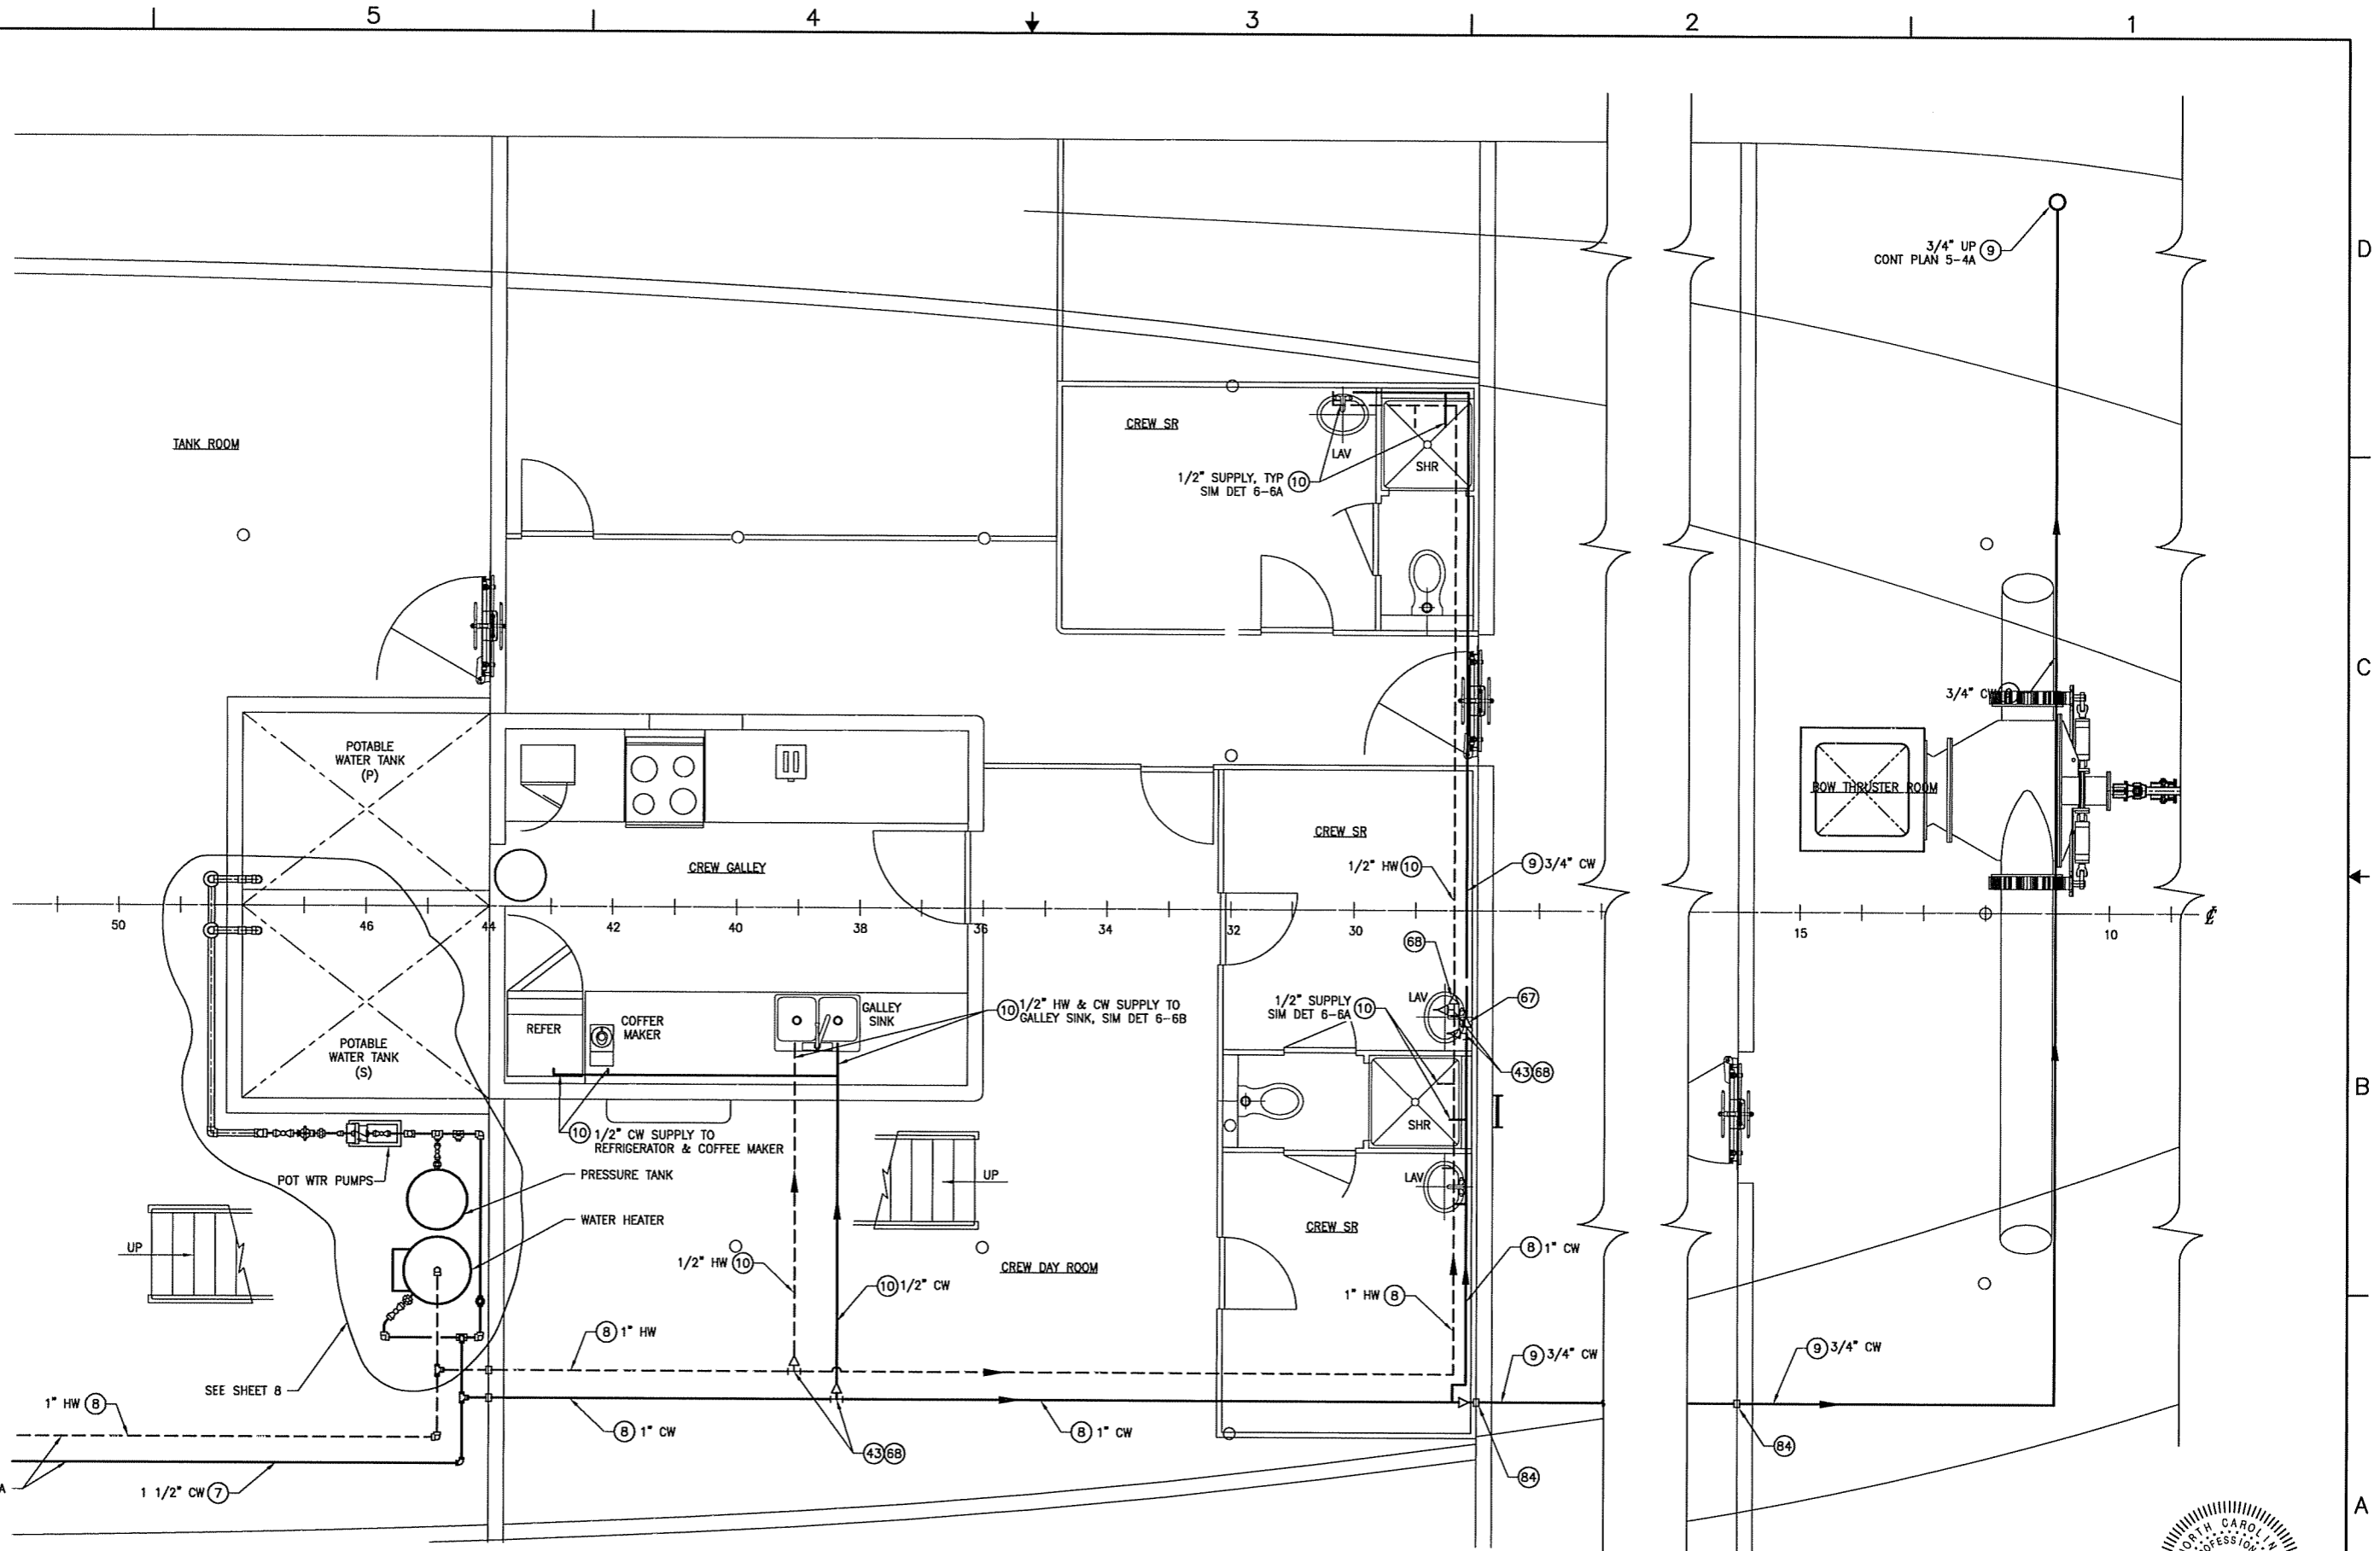 5 4 3 2 1
D
3/4" UP 9
CONT PLAN 5-4A
TANK ROOM
CREW SR
LAV
SHR
1/2" SUPPLY, TYP 10
SIM DET 6-6A
C
3/4" CW
POTABLE
WATER TANK
(P)
BOW THRUSTER ROOM
CREW SR
CREW GALLEY
1/2" HW 10
9 3/4" CW
50 46 44 42 40 38 36 34 32 30 15 10
68
LAV
67
1/2" SUPPLY 10
SIM DET 6-6A
REFER
COFFER
MAKER
GALLEY
SINK
10 1/2" HW & CW SUPPLY TO
GALLEY SINK, SIM DET 6-6B
POTABLE
WATER TANK
(S)
43 68
B
SHR
10 1/2" CW SUPPLY TO
REFRIGERATOR & COFFEE MAKER
POT WTR PUMPS
PRESSURE TANK
UP
LAV
WATER HEATER
CREW SR
UP
1/2" HW 10
CREW DAY ROOM
8 1" CW
10 1/2" CW
1" HW 8
8 1" HW
9 3/4" CW
9 3/4" CW
SEE SHEET 8
1" HW 8
8 1" CW
8 1" CW
43 68
84
84
A
1 1/2" CW 7
A
NORTH CAROLIN
OFESSION